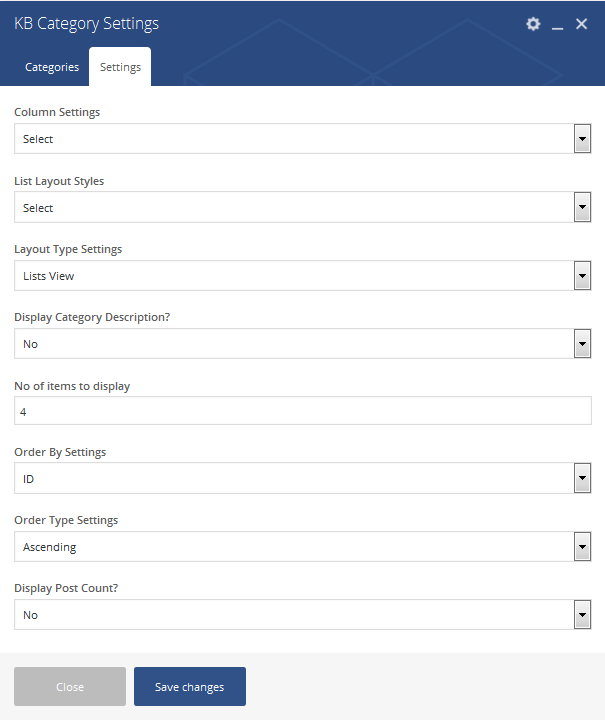 KB Category Settings
Categories
Settings
Column Settings
Select
List Layout Styles
Select
Layout Type Settings
Lists View
Display Category Description?
No
No of items to display
4
Order By Settings
ID
Order Type Settings
Ascending
Display Post Count?
No
Close
Save changes